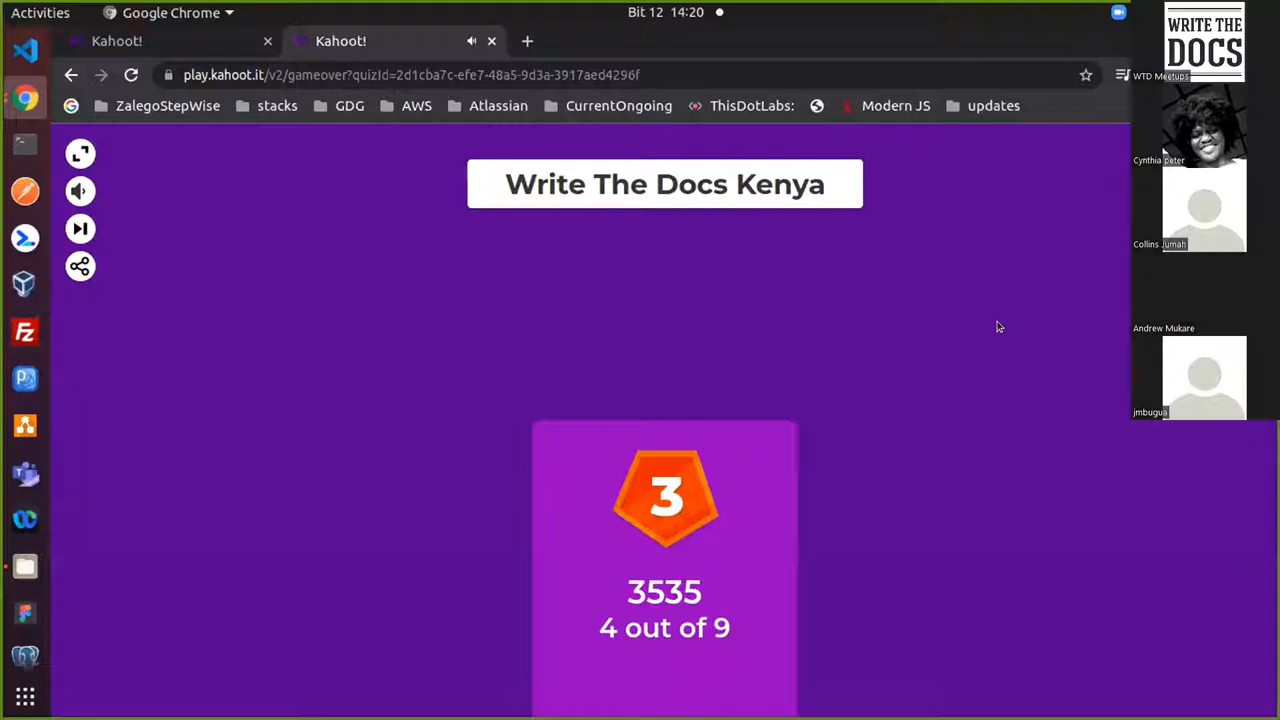 Activities
Google Chrome
Bit 12 14:20
Kahoot!
Kahoot!
play.kahoot.it/v2/gameover?quizId=2d1cba7c-efe7-48a5-9d3a-3917aed4296f
ZalegoStepWise
stacks
GDG
AWS
Atlassian
CurrentOngoing
ThisDotLabs:
Modern JS
updates
Write The Docs Kenya
3
3535
4 out of 9
WRITE THE
DOCS
WTD Meetups
Cynthia peter
Collins Jumah
Andrew Mukare
jmbugua